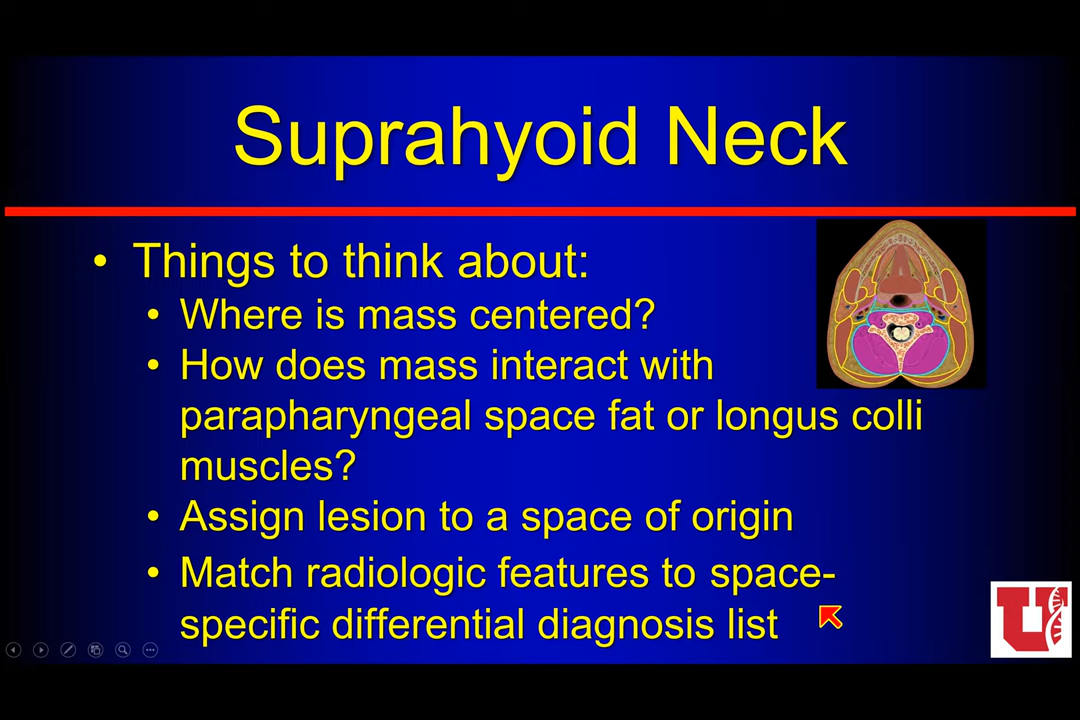 Suprahyoid Neck
• Things to think about:
• Where is mass centered?
• How does mass interact with
parapharyngeal space fat or longus colli
muscles?
• Assign lesion to a space of origin
• Match radiologic features to space-
specific differential diagnosis list
U